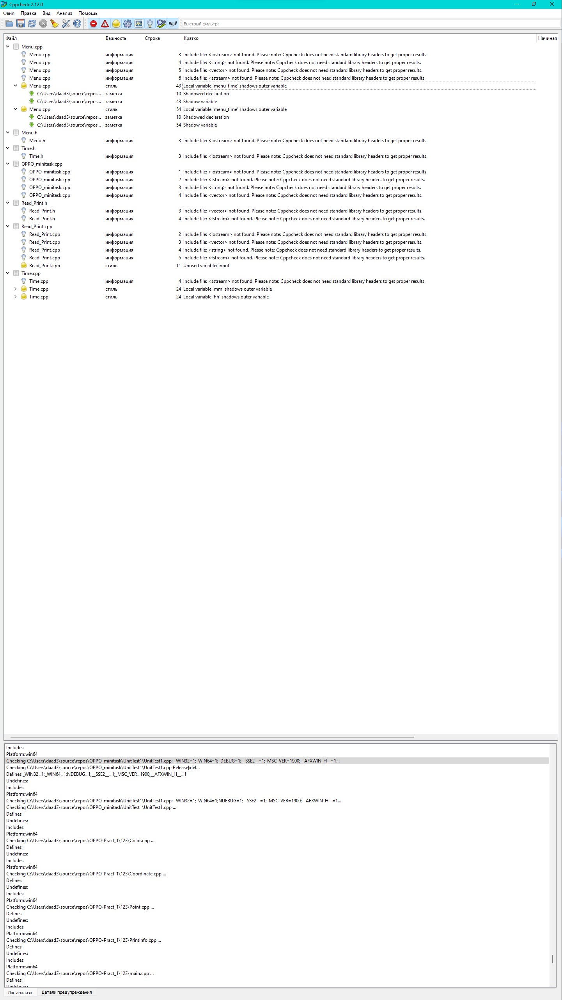 Cppcheck 2.12.0
Файл Правка Вид Анализ Помощь
Быстрый фильтр:
Файл Важность Строка Кратко Начиная
Menu.cpp
Menu.cpp информация 3 Include file: <iostream> not found. Please note: Cppcheck does not need standard library headers to get proper results.
Menu.cpp информация 4 Include file: <string> not found. Please note: Cppcheck does not need standard library headers to get proper results.
Menu.cpp информация 5 Include file: <vector> not found. Please note: Cppcheck does not need standard library headers to get proper results.
Menu.cpp информация 6 Include file: <sstream> not found. Please note: Cppcheck does not need standard library headers to get proper results.
Menu.cpp стиль 43 Local variable 'menu_time' shadows outer variable
C:\Users\daad3\source\repos... заметка 10 Shadowed declaration
C:\Users\daad3\source\repos... заметка 43 Shadow variable
Menu.cpp стиль 54 Local variable 'menu_time' shadows outer variable
C:\Users\daad3\source\repos... заметка 10 Shadowed declaration
C:\Users\daad3\source\repos... заметка 54 Shadow variable
Menu.h
Menu.h информация 3 Include file: <iostream> not found. Please note: Cppcheck does not need standard library headers to get proper results.
Time.h
Time.h информация 3 Include file: <iostream> not found. Please note: Cppcheck does not need standard library headers to get proper results.
OPPO_minitask.cpp
OPPO_minitask.cpp информация 1 Include file: <iostream> not found. Please note: Cppcheck does not need standard library headers to get proper results.
OPPO_minitask.cpp информация 2 Include file: <fstream> not found. Please note: Cppcheck does not need standard library headers to get proper results.
OPPO_minitask.cpp информация 3 Include file: <string> not found. Please note: Cppcheck does not need standard library headers to get proper results.
OPPO_minitask.cpp информация 4 Include file: <vector> not found. Please note: Cppcheck does not need standard library headers to get proper results.
Read_Print.h
Read_Print.h информация 3 Include file: <vector> not found. Please note: Cppcheck does not need standard library headers to get proper results.
Read_Print.h информация 4 Include file: <fstream> not found. Please note: Cppcheck does not need standard library headers to get proper results.
Read_Print.cpp
Read_Print.cpp информация 2 Include file: <iostream> not found. Please note: Cppcheck does not need standard library headers to get proper results.
Read_Print.cpp информация 3 Include file: <vector> not found. Please note: Cppcheck does not need standard library headers to get proper results.
Read_Print.cpp информация 4 Include file: <string> not found. Please note: Cppcheck does not need standard library headers to get proper results.
Read_Print.cpp информация 5 Include file: <fstream> not found. Please note: Cppcheck does not need standard library headers to get proper results.
Read_Print.cpp стиль 11 Unused variable: input
Time.cpp
Time.cpp информация 4 Include file: <sstream> not found. Please note: Cppcheck does not need standard library headers to get proper results.
Time.cpp стиль 24 Local variable 'mm' shadows outer variable
Time.cpp стиль 24 Local variable 'hh' shadows outer variable
Includes:
Platform:win64
Checking C:\Users\daad3\source\repos\OPPO_minitask\UnitTest1\UnitTest1.cpp: _WIN32=1;_WIN64=1;_DEBUG=1;__SSE2__=1;_MSC_VER=1900;__AFXWIN_H__=1...
Checking C:\Users\daad3\source\repos\OPPO_minitask\UnitTest1\UnitTest1.cpp Release|x64...
Defines:_WIN32=1;_WIN64=1;NDEBUG=1;__SSE2__=1;_MSC_VER=1900;__AFXWIN_H__=1
Undefines:
Includes:
Platform:win64
Checking C:\Users\daad3\source\repos\OPPO_minitask\UnitTest1\UnitTest1.cpp: _WIN32=1;_WIN64=1;NDEBUG=1;__SSE2__=1;_MSC_VER=1900;__AFXWIN_H__=1...
Checking C:\Users\daad3\source\repos\OPPO_minitask\UnitTest1\UnitTest1.cpp ...
Defines:
Undefines:
Includes:
Platform:win64
Checking C:\Users\daad3\source\repos\OPPO-Pract_1\123\Color.cpp ...
Defines:
Undefines:
Includes:
Platform:win64
Checking C:\Users\daad3\source\repos\OPPO-Pract_1\123\Coordinate.cpp ...
Defines:
Undefines:
Includes:
Platform:win64
Checking C:\Users\daad3\source\repos\OPPO-Pract_1\123\Point.cpp ...
Defines:
Undefines:
Includes:
Platform:win64
Checking C:\Users\daad3\source\repos\OPPO-Pract_1\123\PrintInfo.cpp ...
Defines:
Undefines:
Includes:
Platform:win64
Checking C:\Users\daad3\source\repos\OPPO-Pract_1\123\main.cpp ...
Defines:
Undefines:
Лог анализа Детали предупреждения